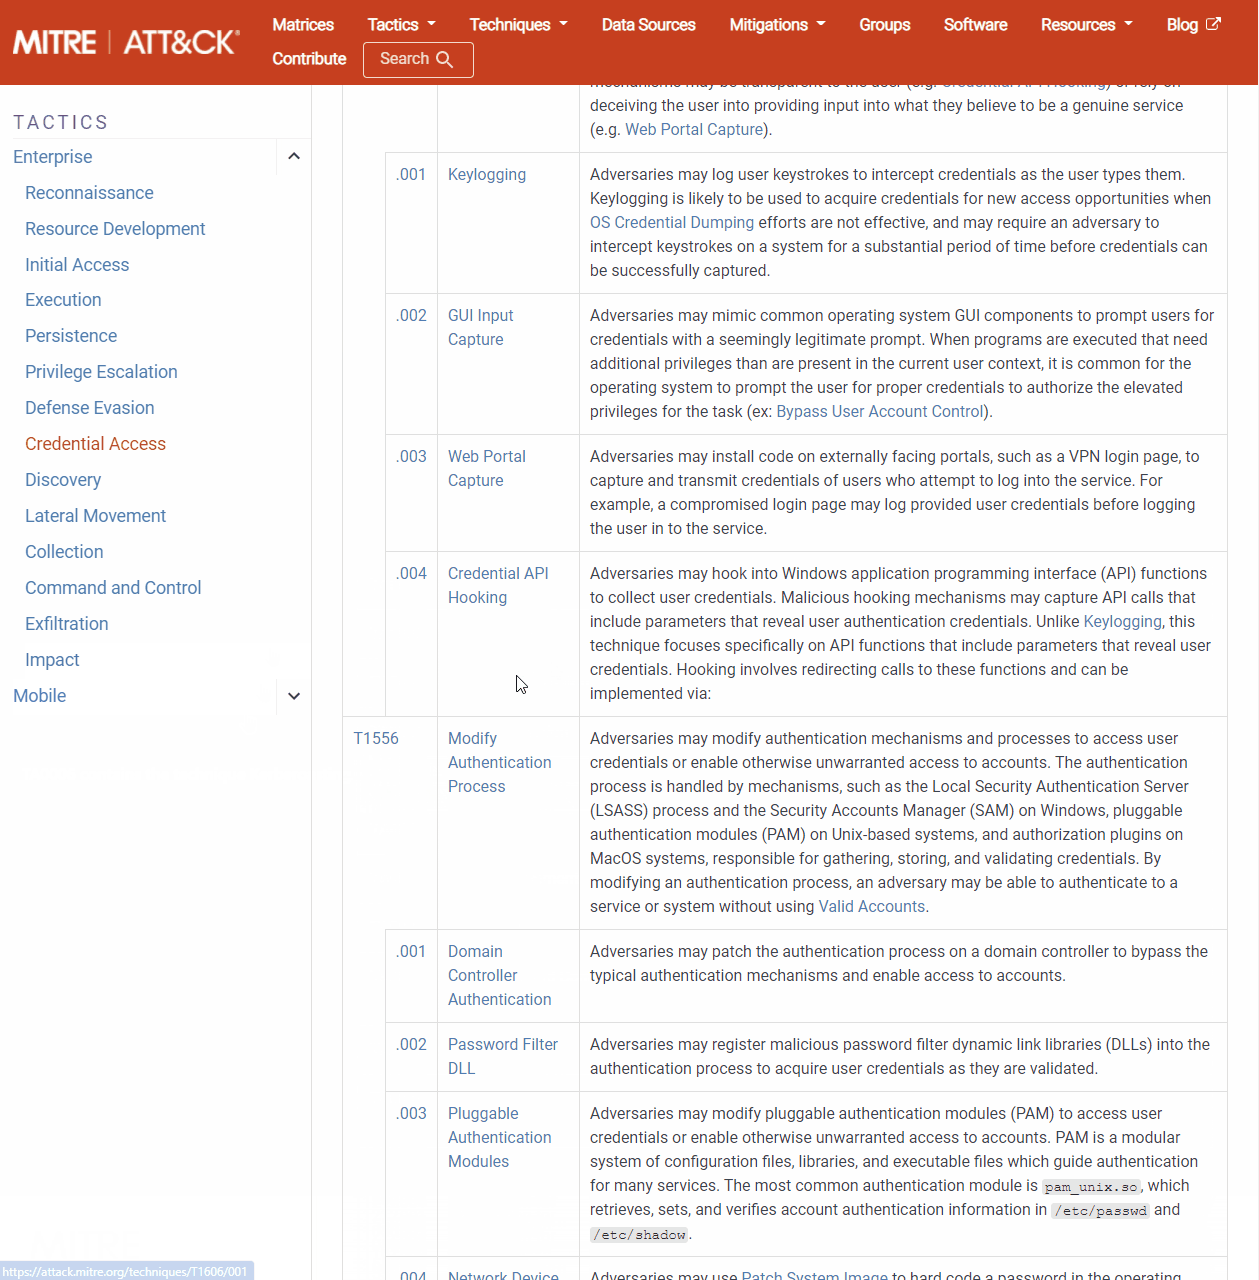 MITRE | ATT&CK®
Matrices Tactics Techniques Data Sources Mitigations Groups Software Resources Blog
Contribute Search
TACTICS
Enterprise
Reconnaissance
Resource Development
Initial Access
Execution
Persistence
Privilege Escalation
Defense Evasion
Credential Access
Discovery
Lateral Movement
Collection
Command and Control
Exfiltration
Impact
Mobile
mechanisms may be transparent to the user (e.g. Credential API Hooking) or rely on
deceiving the user into providing input into what they believe to be a genuine service
(e.g. Web Portal Capture).
.001 Keylogging
Adversaries may log user keystrokes to intercept credentials as the user types them.
Keylogging is likely to be used to acquire credentials for new access opportunities when
OS Credential Dumping efforts are not effective, and may require an adversary to
intercept keystrokes on a system for a substantial period of time before credentials can
be successfully captured.
.002 GUI Input
Capture
Adversaries may mimic common operating system GUI components to prompt users for
credentials with a seemingly legitimate prompt. When programs are executed that need
additional privileges than are present in the current user context, it is common for the
operating system to prompt the user for proper credentials to authorize the elevated
privileges for the task (ex: Bypass User Account Control).
.003 Web Portal
Capture
Adversaries may install code on externally facing portals, such as a VPN login page, to
capture and transmit credentials of users who attempt to log into the service. For
example, a compromised login page may log provided user credentials before logging
the user in to the service.
.004 Credential API
Hooking
Adversaries may hook into Windows application programming interface (API) functions
to collect user credentials. Malicious hooking mechanisms may capture API calls that
include parameters that reveal user authentication credentials. Unlike Keylogging, this
technique focuses specifically on API functions that include parameters that reveal user
credentials. Hooking involves redirecting calls to these functions and can be
implemented via:
T1556 Modify
Authentication
Process
Adversaries may modify authentication mechanisms and processes to access user
credentials or enable otherwise unwarranted access to accounts. The authentication
process is handled by mechanisms, such as the Local Security Authentication Server
(LSASS) process and the Security Accounts Manager (SAM) on Windows, pluggable
authentication modules (PAM) on Unix-based systems, and authorization plugins on
MacOS systems, responsible for gathering, storing, and validating credentials. By
modifying an authentication process, an adversary may be able to authenticate to a
service or system without using Valid Accounts.
.001 Domain
Controller
Authentication
Adversaries may patch the authentication process on a domain controller to bypass the
typical authentication mechanisms and enable access to accounts.
.002 Password Filter
DLL
Adversaries may register malicious password filter dynamic link libraries (DLLs) into the
authentication process to acquire user credentials as they are validated.
.003 Pluggable
Authentication
Modules
Adversaries may modify pluggable authentication modules (PAM) to access user
credentials or enable otherwise unwarranted access to accounts. PAM is a modular
system of configuration files, libraries, and executable files which guide authentication
for many services. The most common authentication module is pam_unix.so, which
retrieves, sets, and verifies account authentication information in /etc/passwd and
/etc/shadow.
.004 Network Device
Adversaries may use Patch System Image to hard code a password in the operating
https://attack.mitre.org/techniques/T1606/001